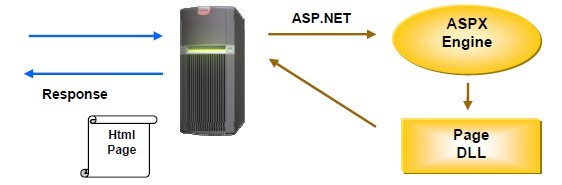 ASP.NET
ASPX
Engine
Response
Html
Page
Page
DLL